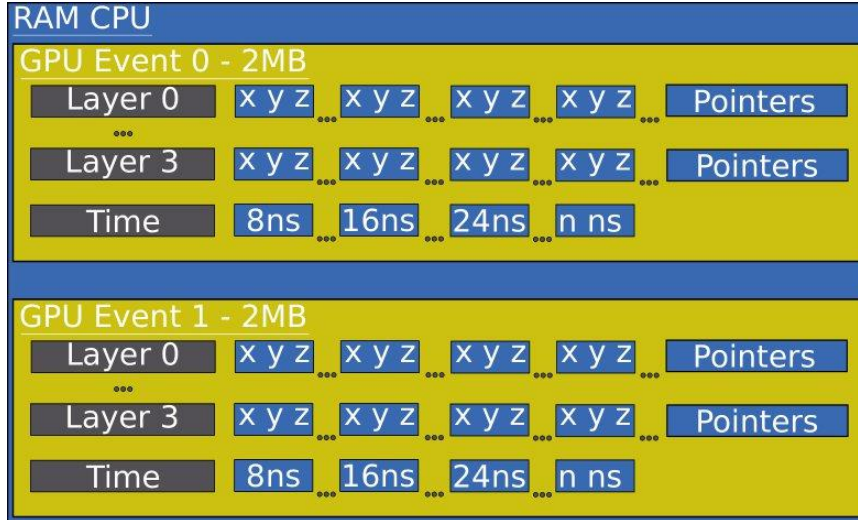 RAM CPU
GPU Event 0 - 2MB
Layer 0 x y z ... x y z ... x y z ... x y z ... Pointers
...
Layer 3 x y z ... x y z ... x y z ... x y z ... Pointers
Time 8ns ... 16ns ... 24ns ... n ns
GPU Event 1 - 2MB
Layer 0 x y z ... x y z ... x y z ... x y z ... Pointers
...
Layer 3 x y z ... x y z ... x y z ... x y z ... Pointers
Time 8ns ... 16ns ... 24ns ... n ns